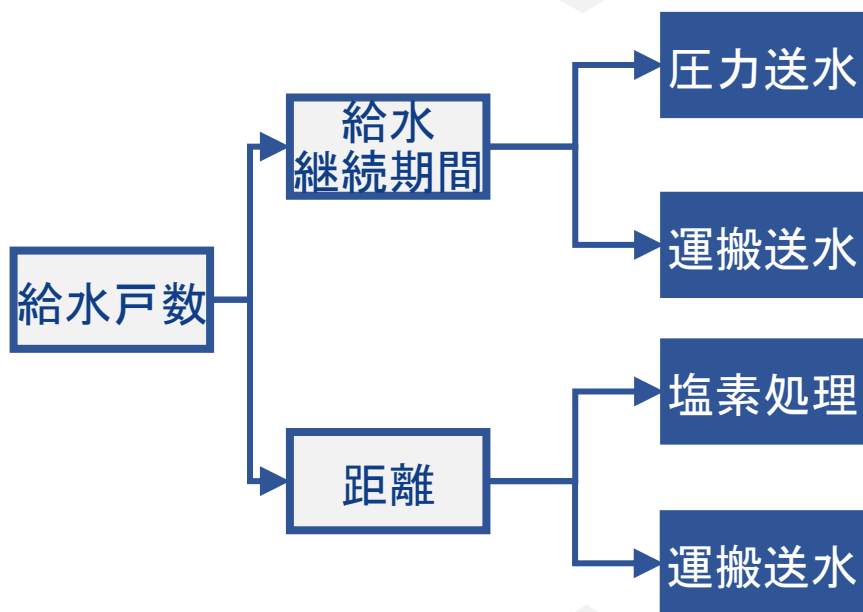 圧力送水
給水
継続期間
運搬送水
給水戸数
塩素処理
距離
運搬送水